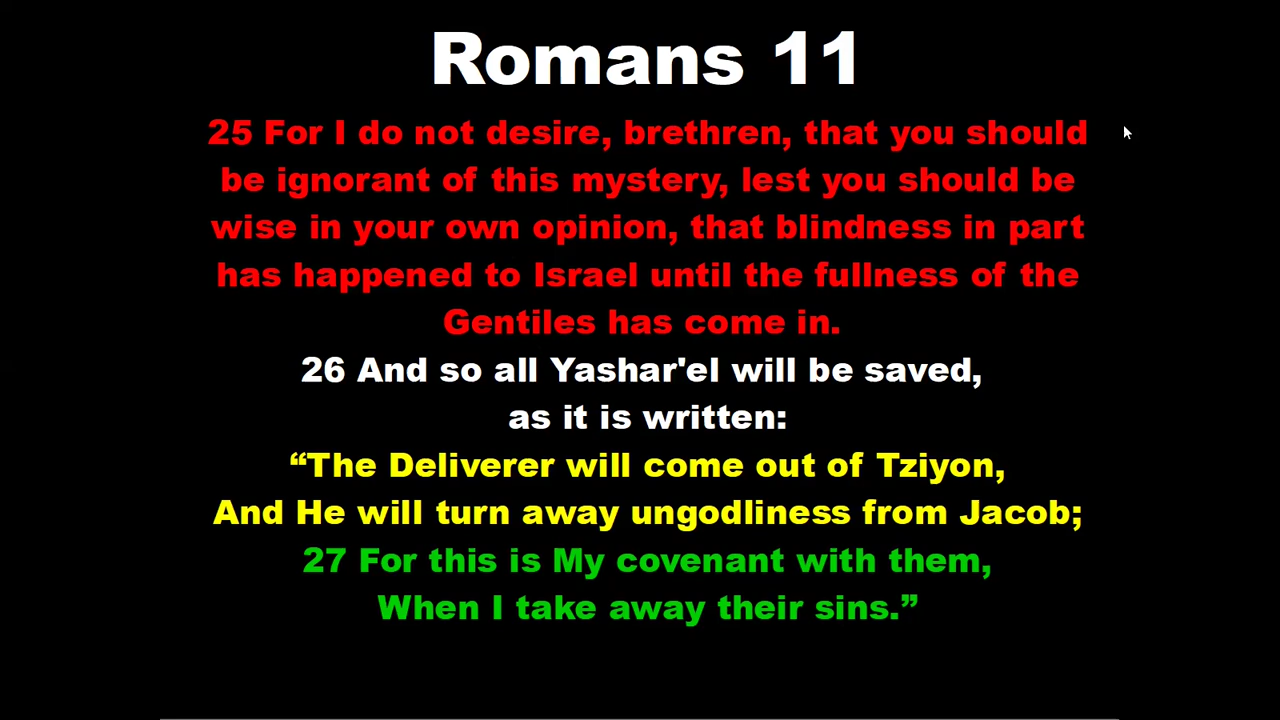 Romans 11
25 For I do not desire, brethren, that you should
be ignorant of this mystery, lest you should be
wise in your own opinion, that blindness in part
has happened to Israel until the fullness of the
Gentiles has come in.
26 And so all Yashar'el will be saved,
as it is written:
“The Deliverer will come out of Tziyon,
And He will turn away ungodliness from Jacob;
27 For this is My covenant with them,
When I take away their sins.”